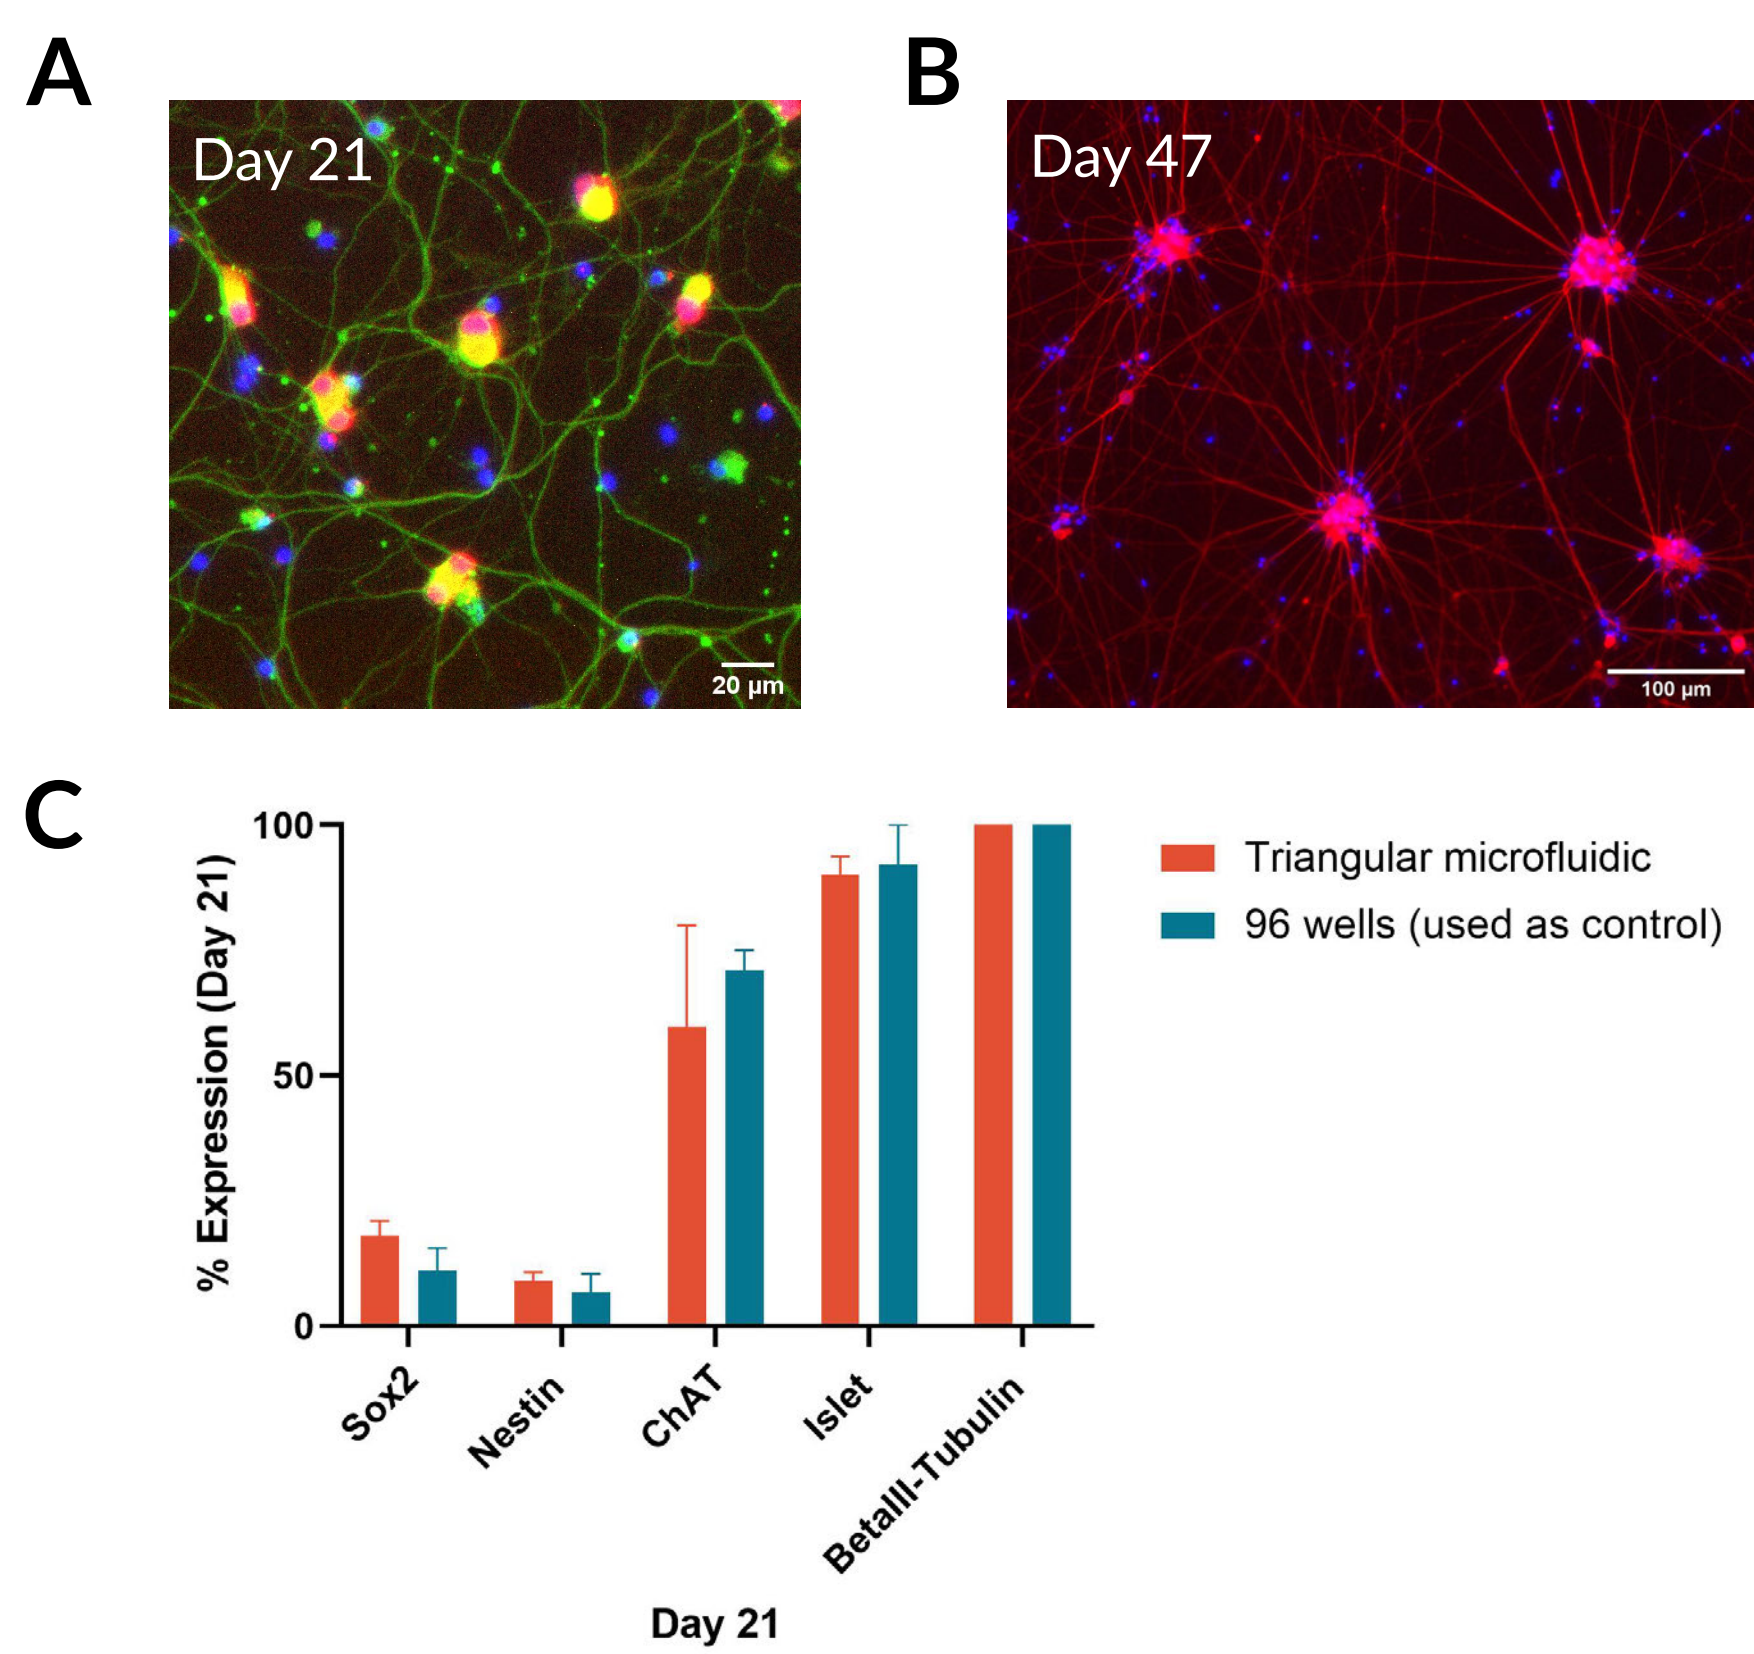 A
B
Day 21
Day 47
20 µm
100 µm
C
% Expression (Day 21)
100
50
0
Sox2
Nestin
ChAT
Islet
BetaIII-Tubulin
Day 21
Triangular microfluidic
96 wells (used as control)